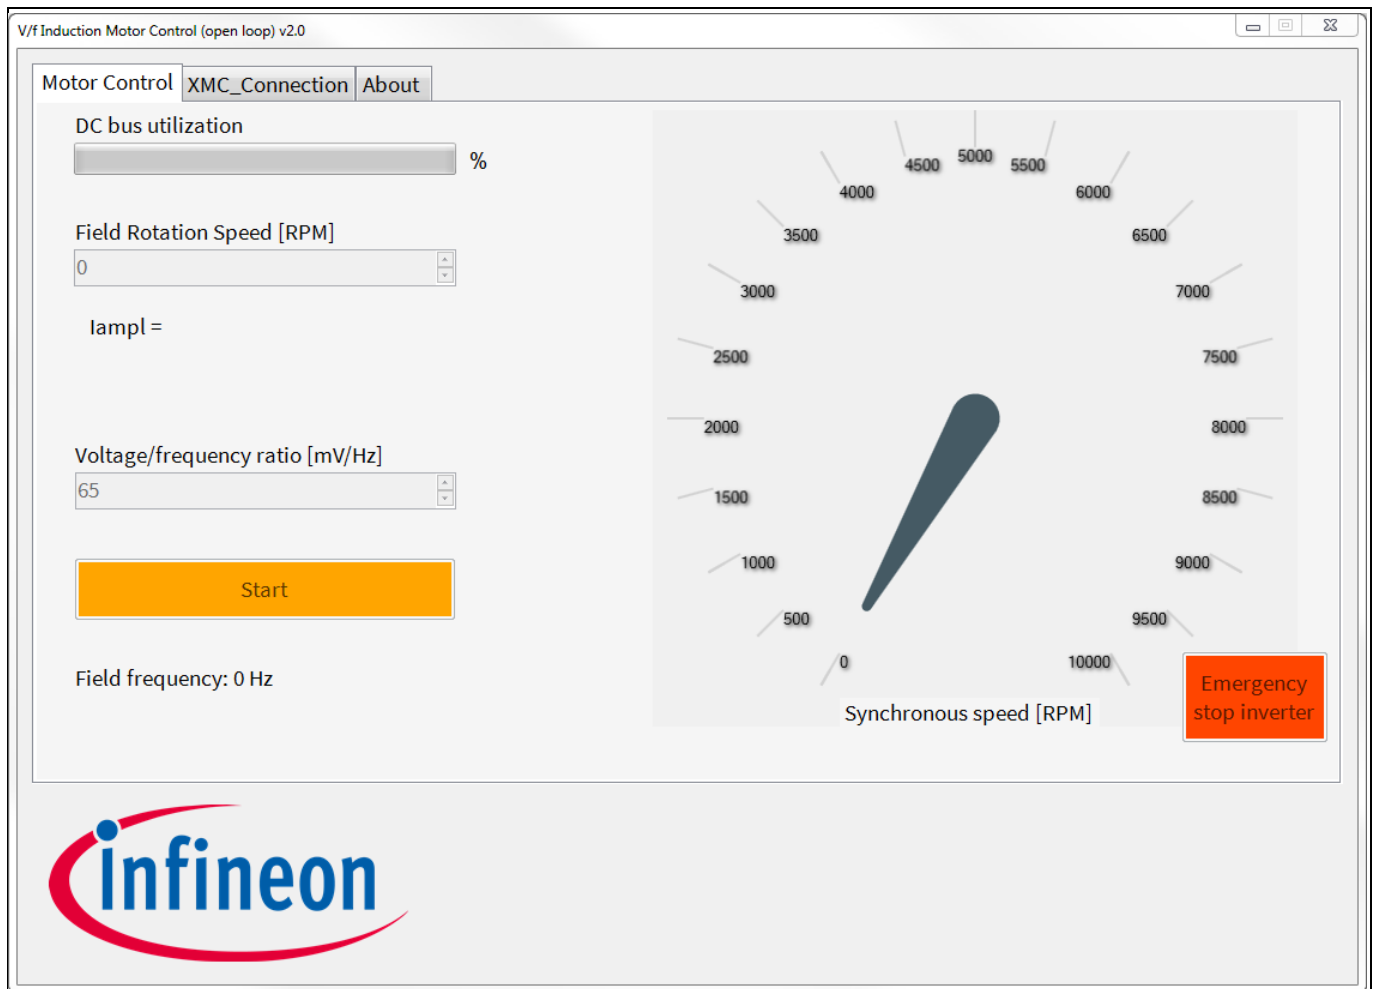 V/f Induction Motor Control (open loop) v2.0
Motor Control XMC_Connection About
DC bus utilization
%
Field Rotation Speed [RPM]
0
Iampl =
Voltage/frequency ratio [mV/Hz]
65
Start
Field frequency: 0 Hz
0
500
1000
1500
2000
2500
3000
3500
4000
4500
5000
5500
6000
6500
7000
7500
8000
8500
9000
9500
10000
Synchronous speed [RPM]
Emergency
stop inverter
infineon